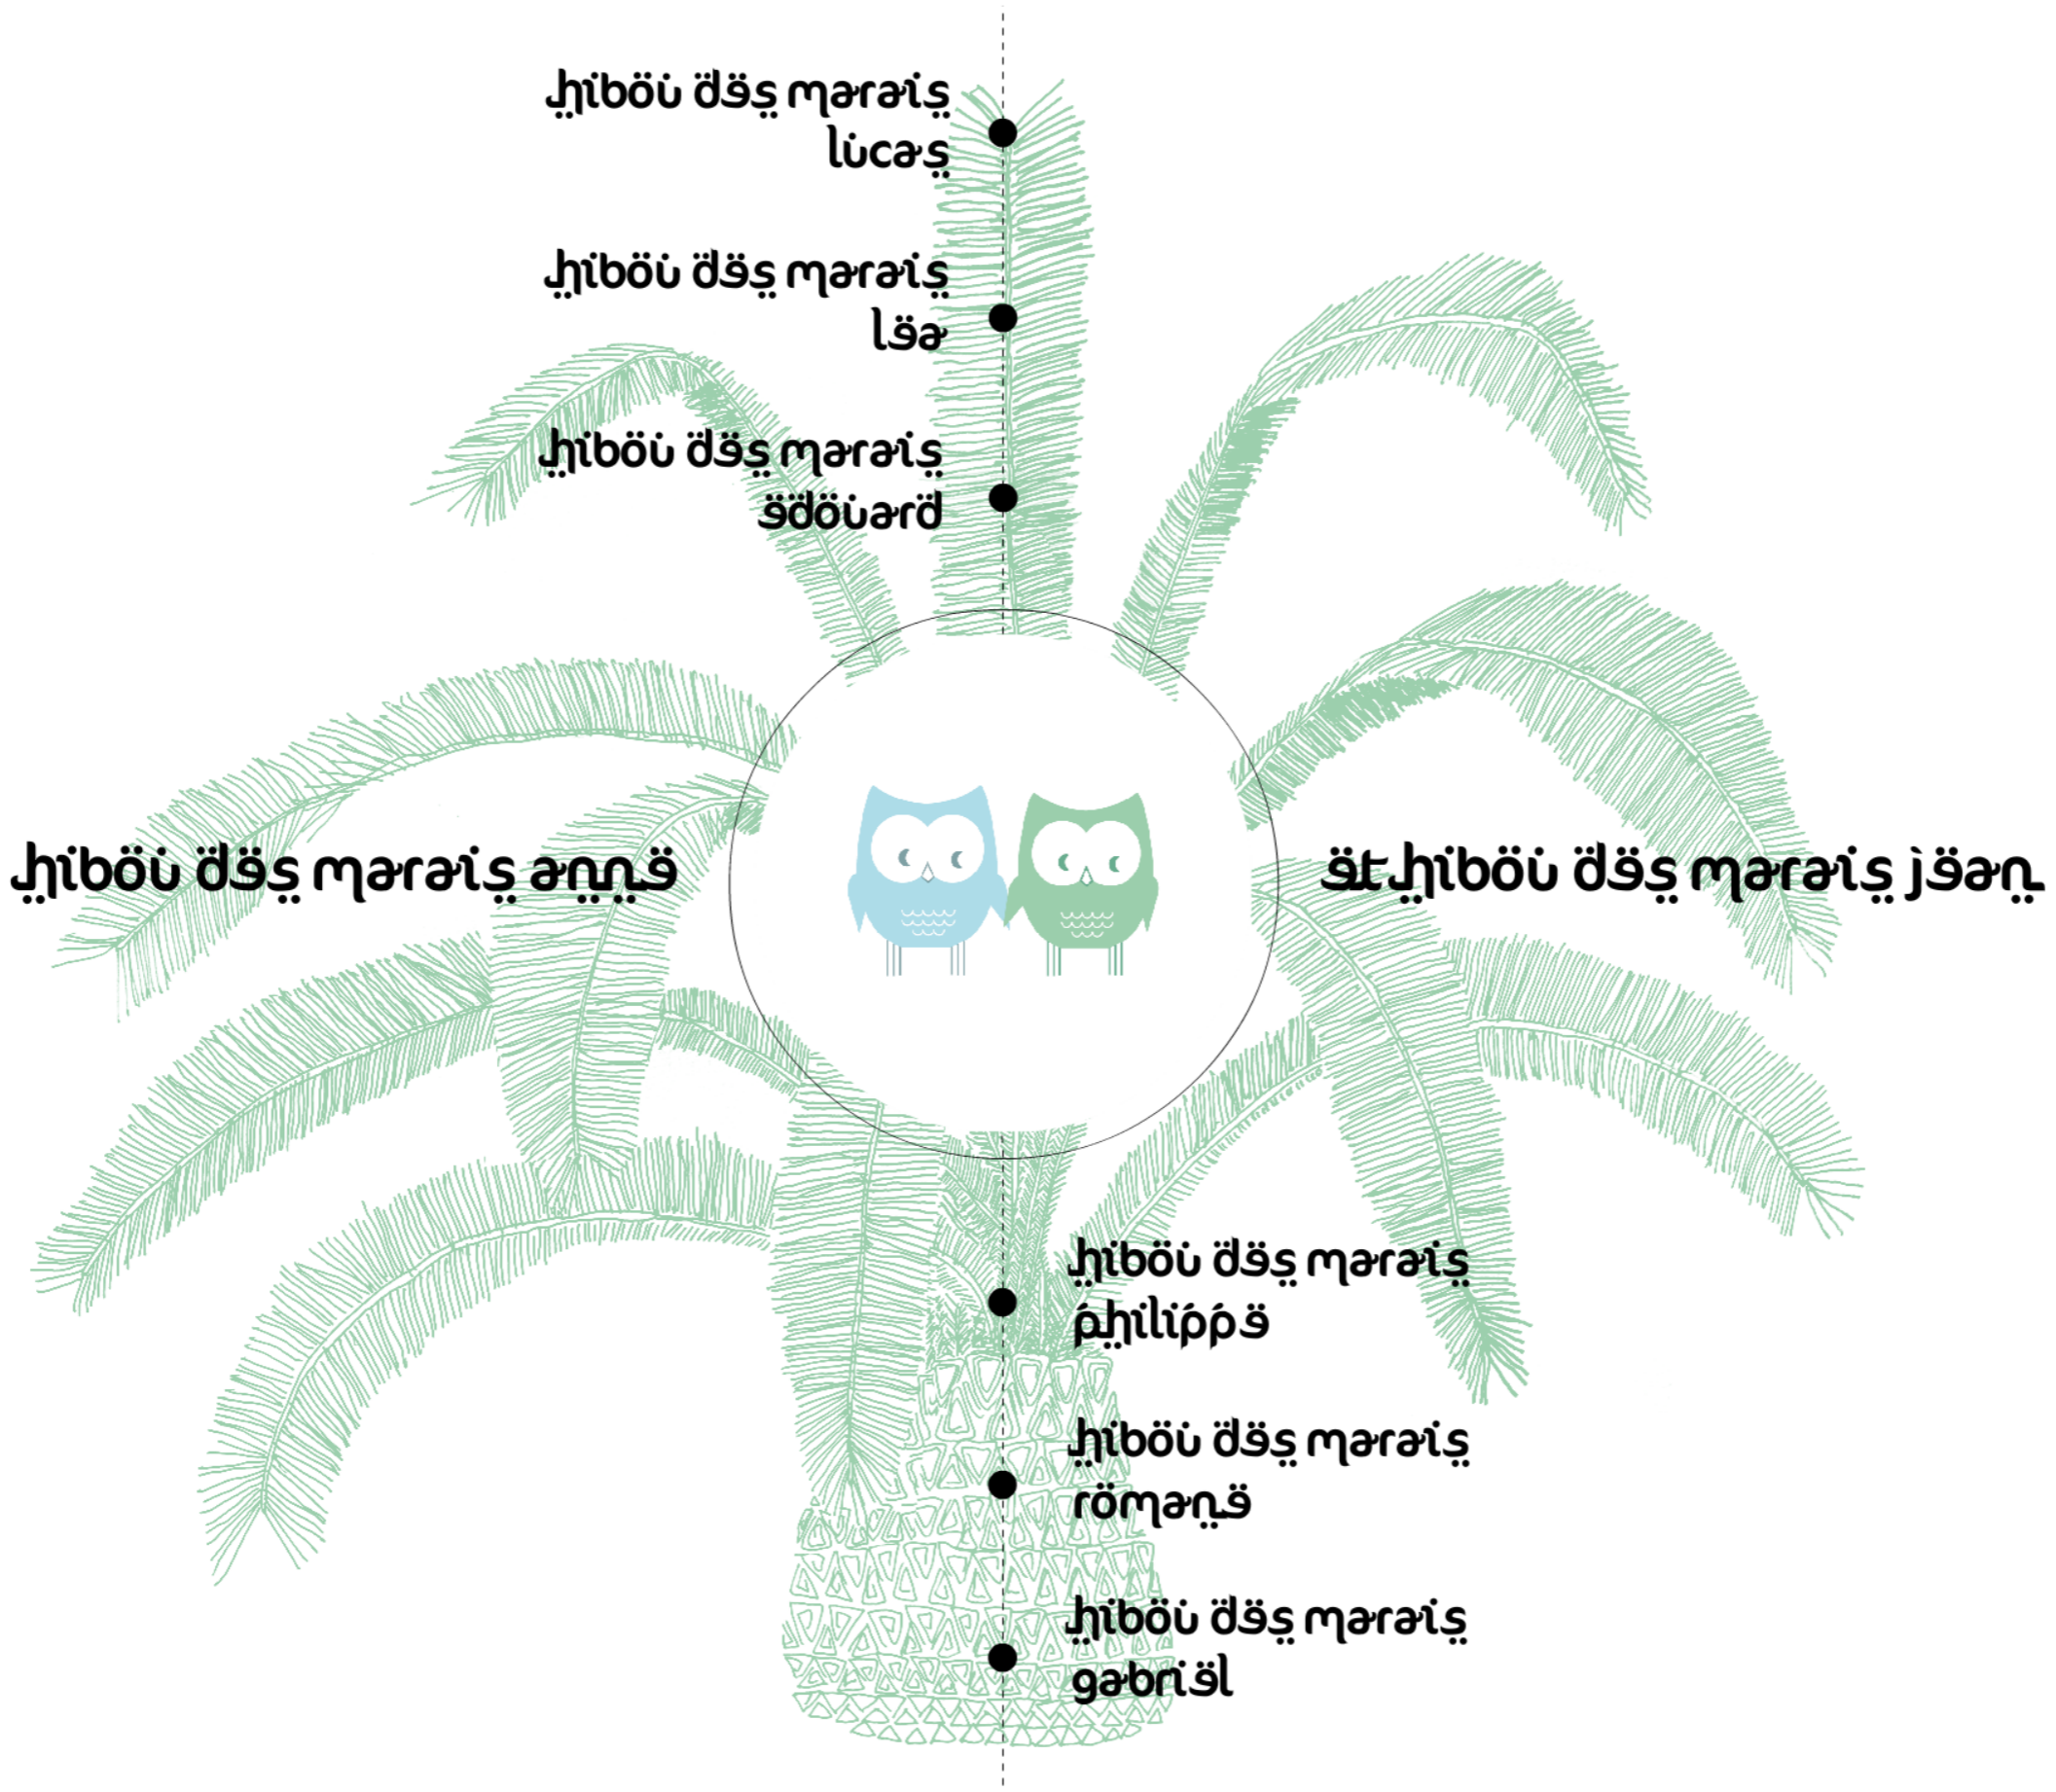 hibou des marais
lucas
hibou des marais
lea
hibou des marais
edouard
hibou des marais anne
et hibou des marais jean
hibou des marais
philippe
hibou des marais
romane
hibou des marais
gabriel